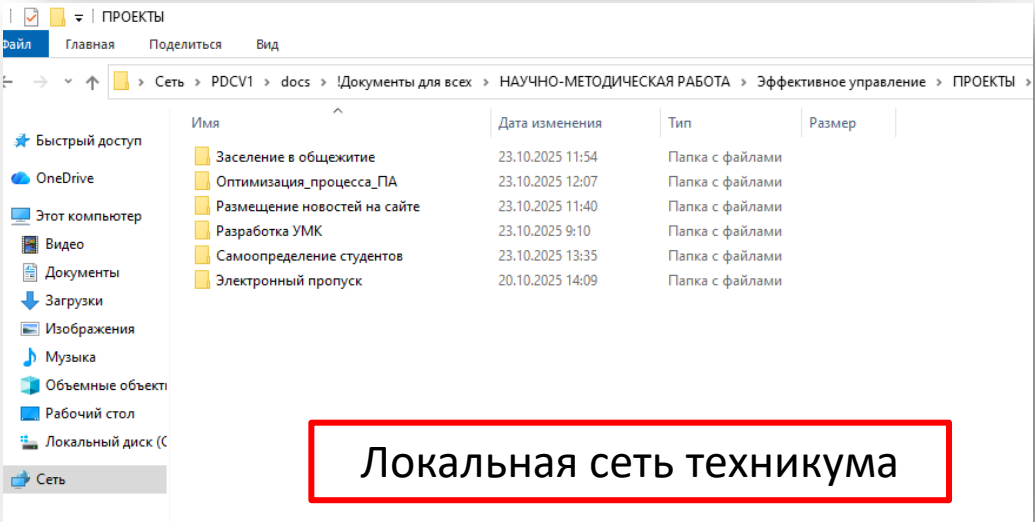 ПРОЕКТЫ
Файл Главная Поделиться Вид
Сеть > PDCV1 > docs > !Документы для всех > НАУЧНО-МЕТОДИЧЕСКАЯ РАБОТА > Эффективное управление > ПРОЕКТЫ >
Имя Дата изменения Тип Размер
Быстрый доступ
OneDrive
Этот компьютер
Видео
Документы
Загрузки
Изображения
Музыка
Объемные объект
Рабочий стол
Локальный диск (C
Сеть
Заселение в общежитие 23.10.2025 11:54 Папка с файлами
Оптимизация_процесса_ПА 23.10.2025 12:07 Папка с файлами
Размещение новостей на сайте 23.10.2025 11:40 Папка с файлами
Разработка УМК 23.10.2025 9:10 Папка с файлами
Самоопределение студентов 23.10.2025 13:35 Папка с файлами
Электронный пропуск 20.10.2025 14:09 Папка с файлами
Локальная сеть техникума